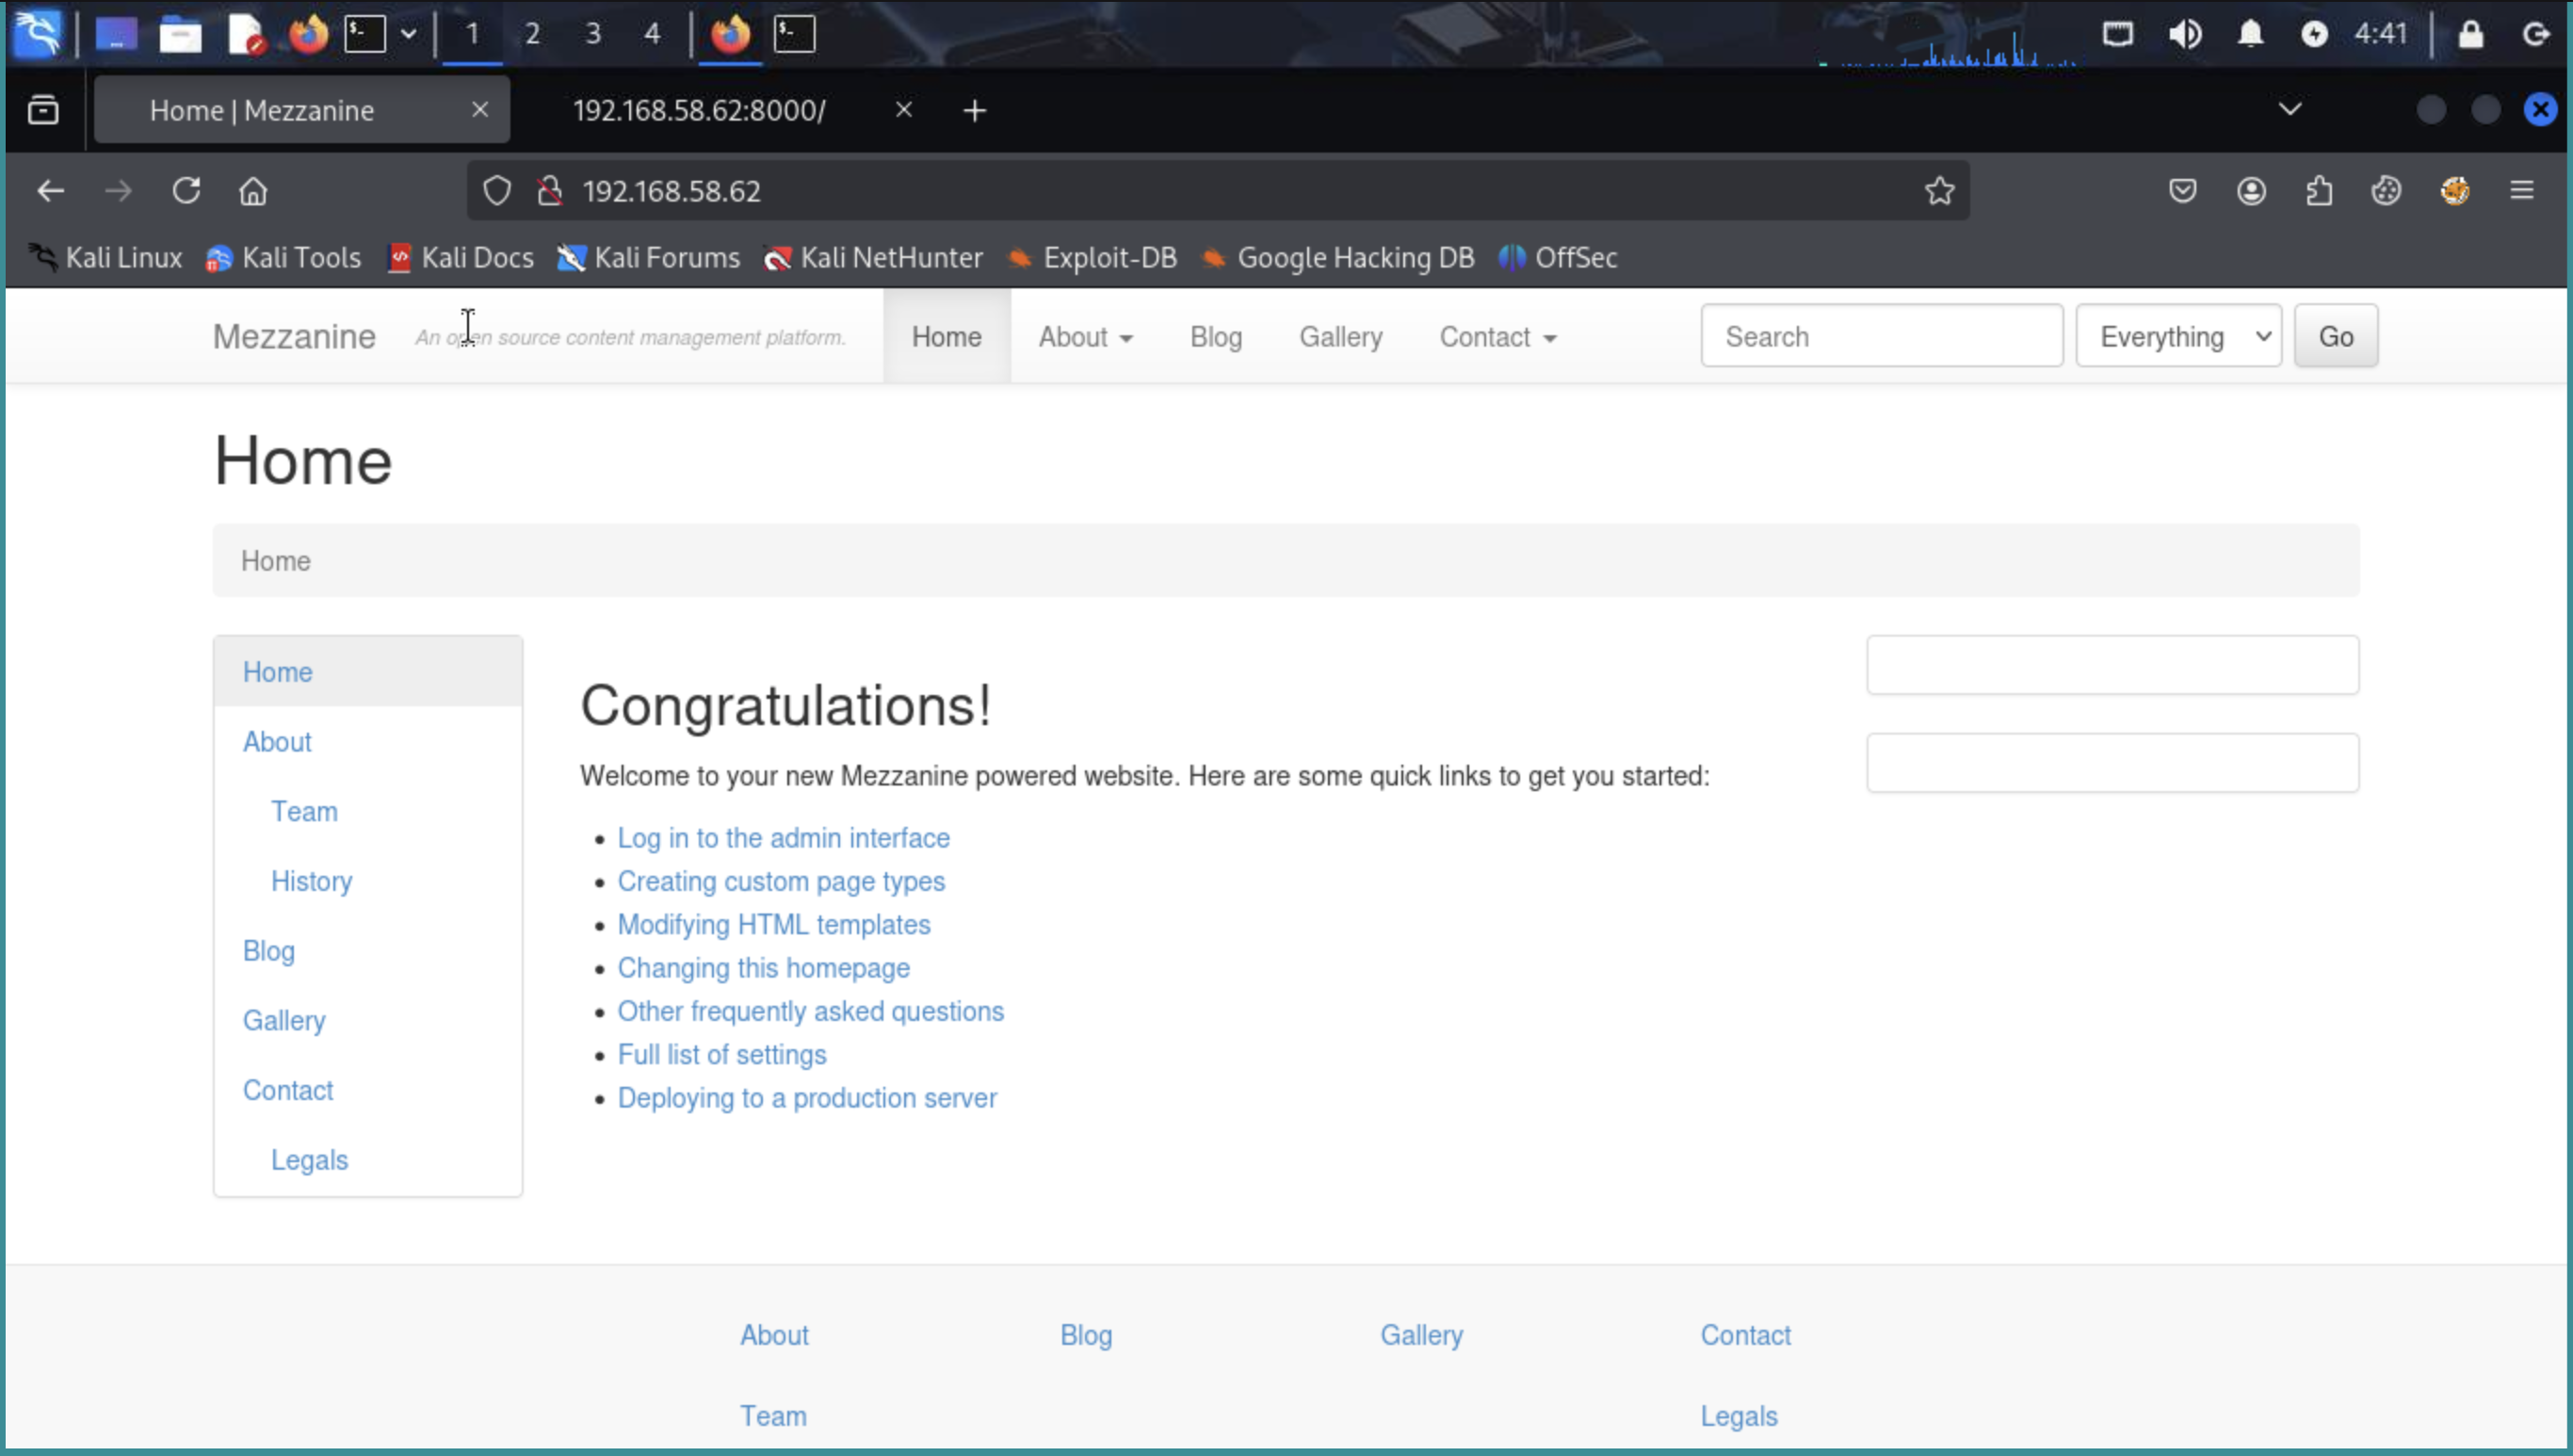 1 2 3 4 4:41
Home | Mezzanine 192.168.58.62:8000/
192.168.58.62
Kali Linux Kali Tools Kali Docs Kali Forums Kali NetHunter Exploit-DB Google Hacking DB OffSec
Mezzanine An open source content management platform. Home About Blog Gallery Contact Search Everything Go
Home
Home
Home
About
Team
History
Blog
Gallery
Contact
Legals
Congratulations!
Welcome to your new Mezzanine powered website. Here are some quick links to get you started:
• Log in to the admin interface
• Creating custom page types
• Modifying HTML templates
• Changing this homepage
• Other frequently asked questions
• Full list of settings
• Deploying to a production server
About Blog Gallery Contact
Team Legals